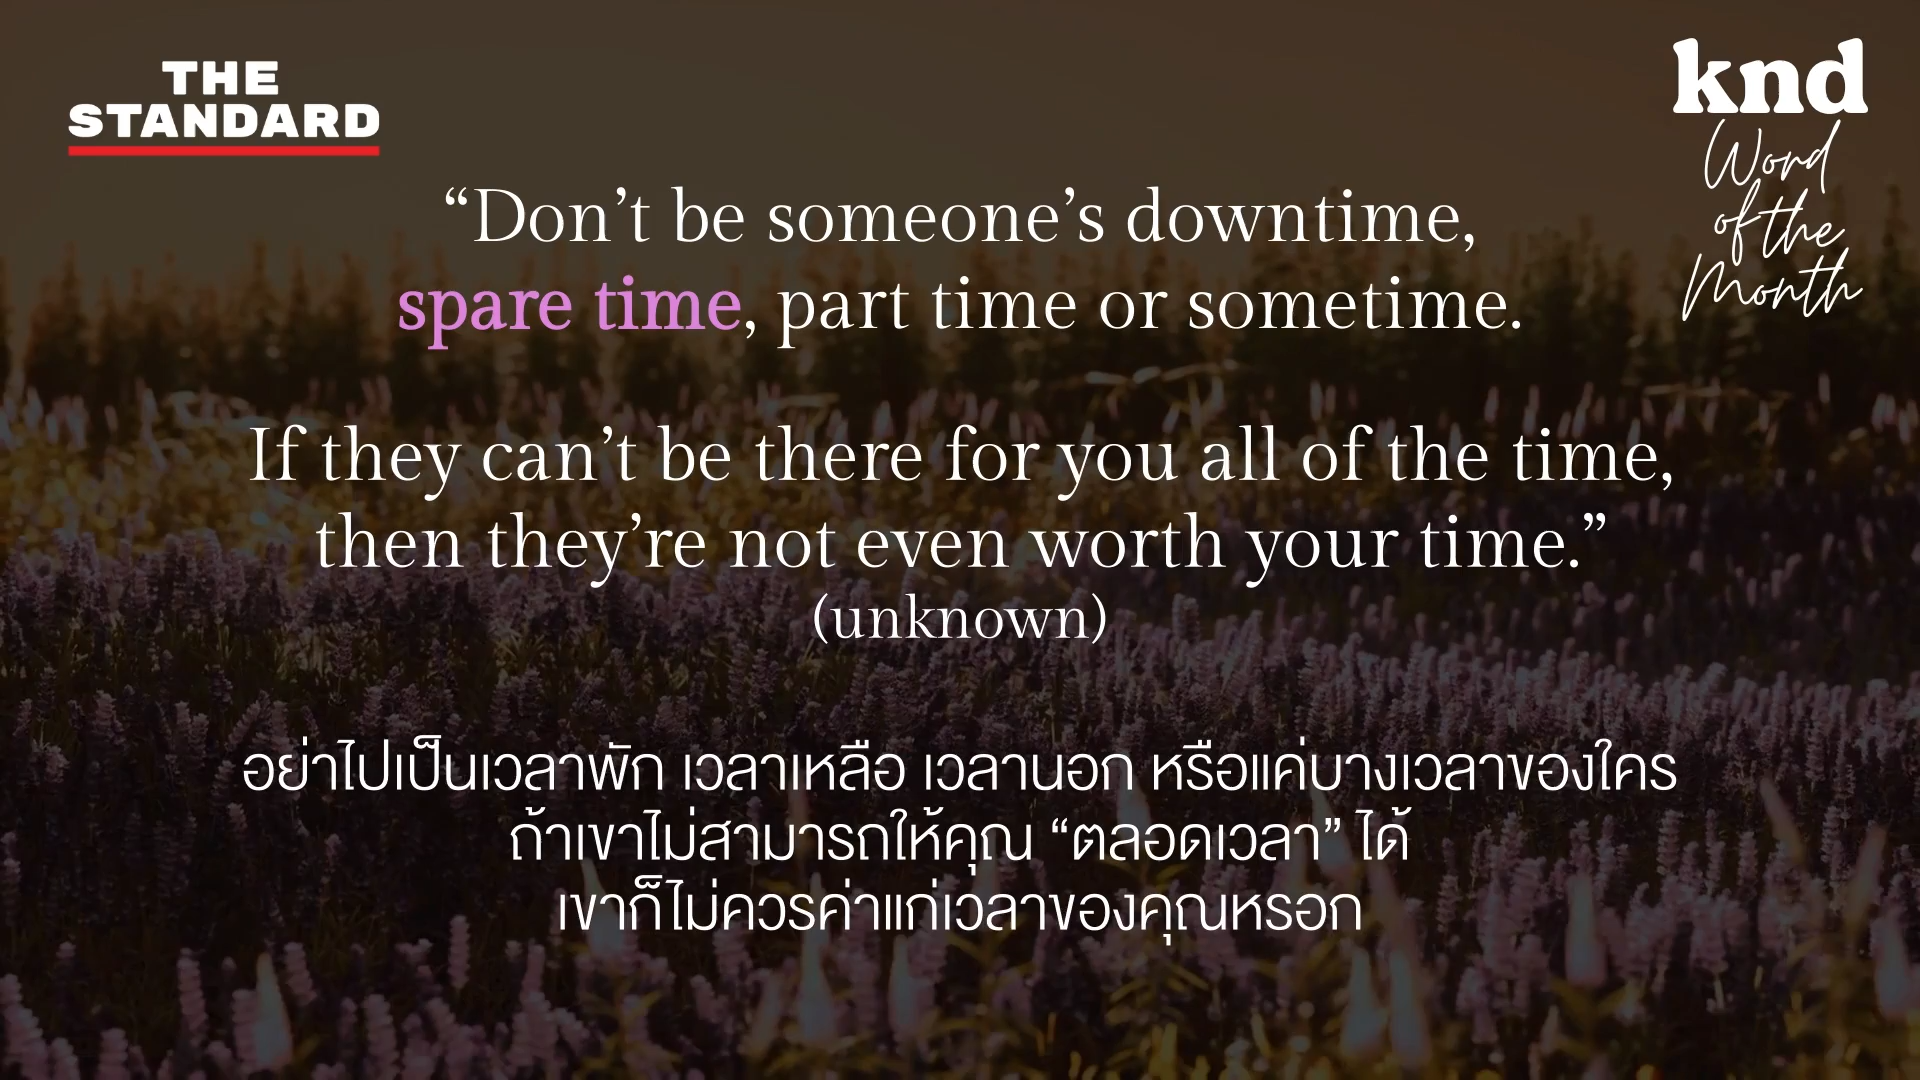 THE
STANDARD
knd
Word
of the
Month
“Don’t be someone’s downtime,
spare time, part time or sometime.
If they can’t be there for you all of the time,
then they’re not even worth your time.”
(unknown)
อย่าไปเป็นเวลาพัก เวลาเหลือ เวลานอก หรือแค่บางเวลาของใคร
ถ้าเขาไม่สามารถให้คุณ “ตลอดเวลา” ได้
เขาก็ไม่ควรค่าแก่เวลาของคุณหรอก